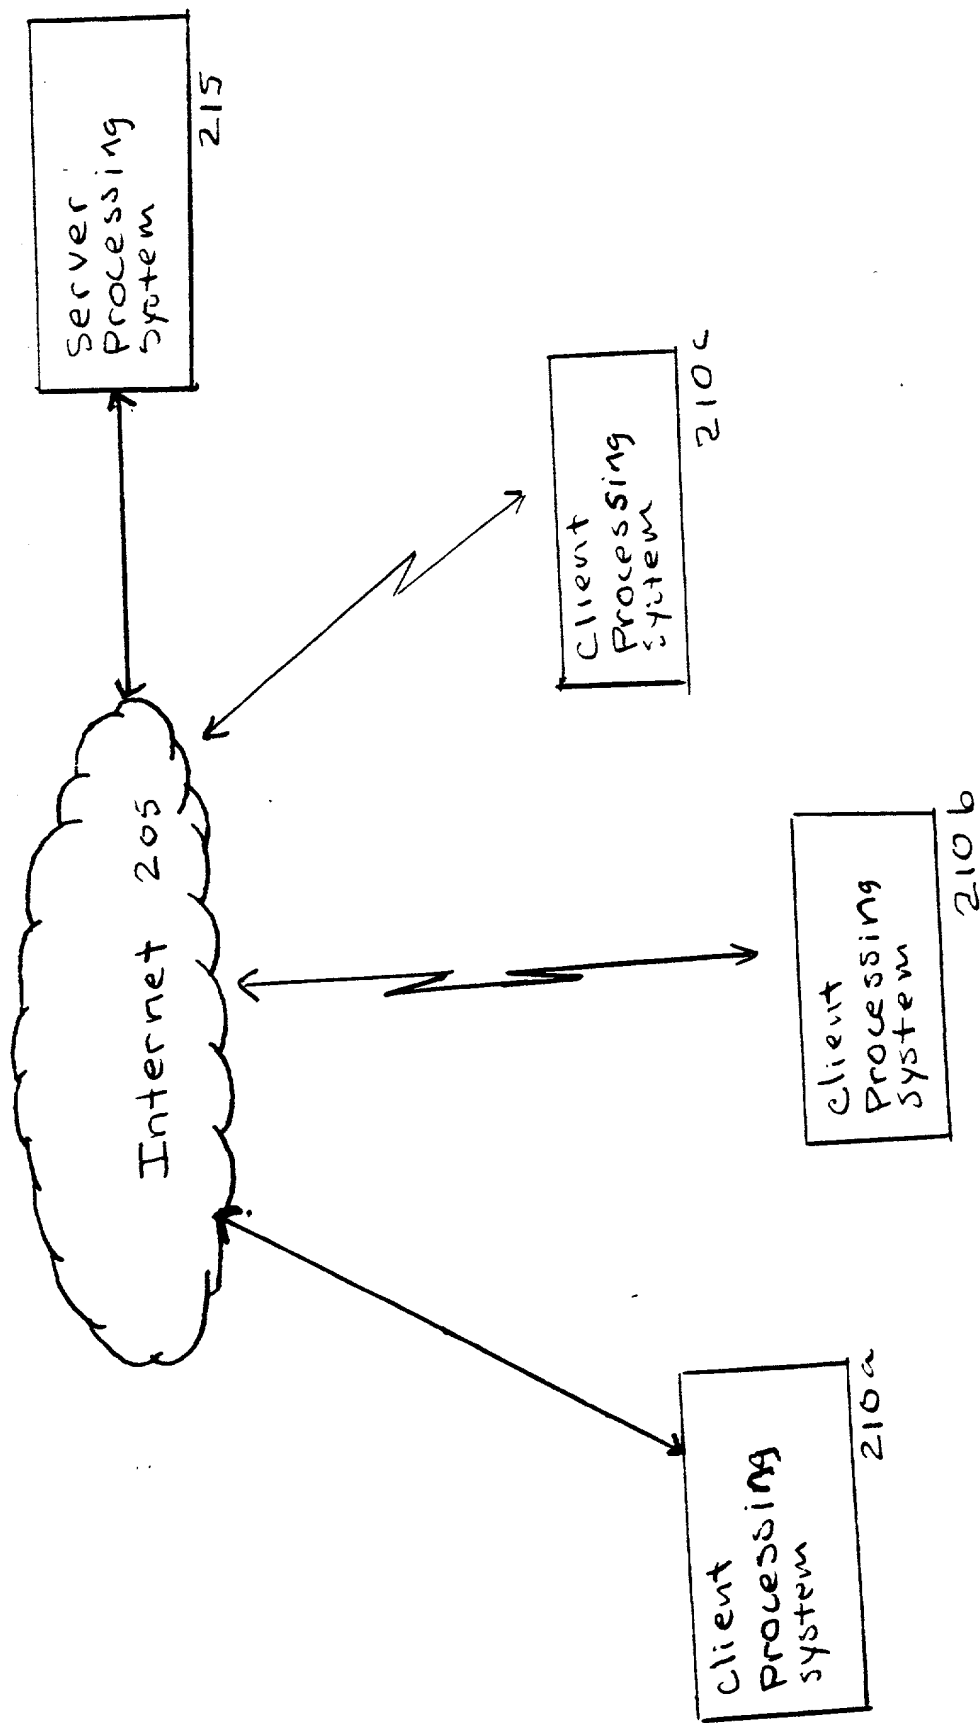 Internet 205
Server
Processing
System
215
Client
Processing
system
210a
Client
Processing
system
210b
Client
Processing
System
210c